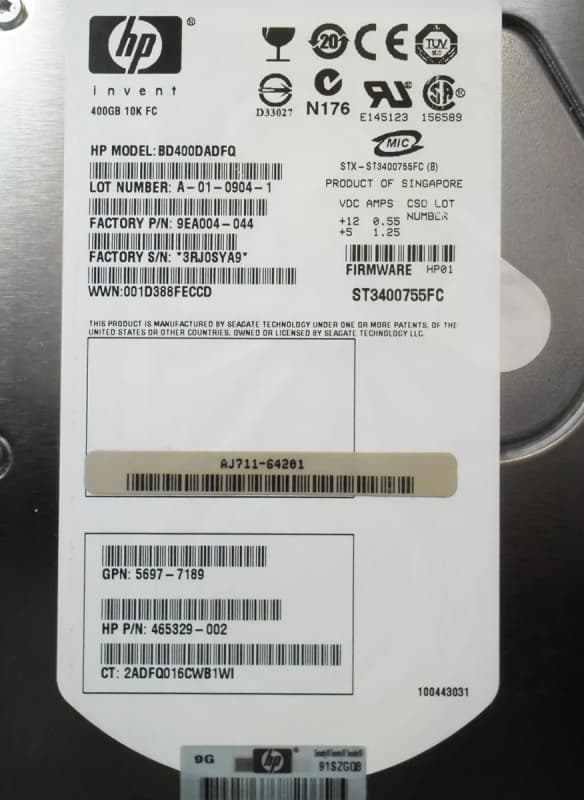 hp ®
invent
400GB 10K FC
20
CE
TUV
D33027
N176
E145123
156589
MIC
STX-ST3400755FC (B)
PRODUCT OF SINGAPORE
HP MODEL: BD400DADFQ
LOT NUMBER: A-01-0904-1
FACTORY P/N: 9EA004-044
FACTORY S/N: *3RJ0SYA9*
WWN:001D388FECCD
VDC AMPS CSO LOT
+12 0.55 NUMBER
+5 1.25
FIRMWARE HP01
ST3400755FC
THIS PRODUCT IS MANUFACTURED BY SEAGATE TECHNOLOGY UNDER ONE OR MORE PATENTS. OF THE
UNITED STATES OR OTHER COUNTRIES. OWNED OR LICENSED BY SEAGATE TECHNOLOGY LLC.
AJ711-64201
GPN: 5697-7189
HP P/N: 465329-002
CT: 2ADFQ016CWB1WI
100443031
9G
hp
91SZGQB